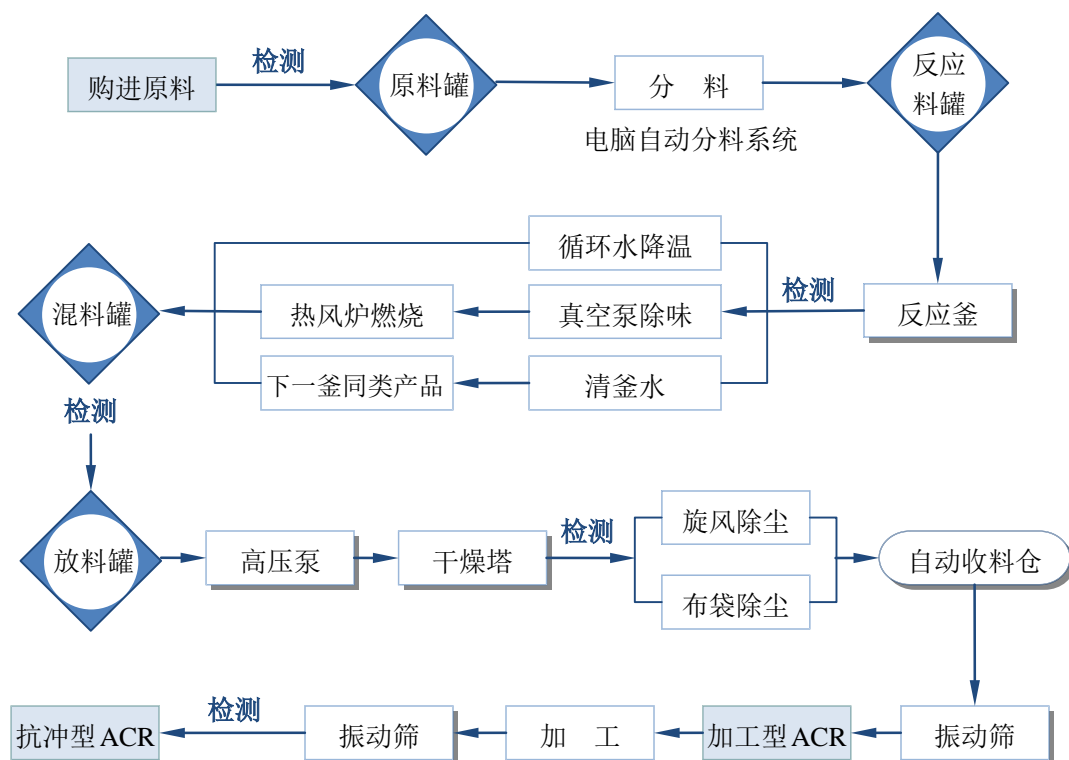 购进原料
检测
原料罐
分 料
电脑自动分料系统
反应
料罐
循环水降温
混料罐
热风炉燃烧
真空泵除味
检测
反应釜
下一釜同类产品
清釜水
检测
放料罐
高压泵
干燥塔
检测
旋风除尘
布袋除尘
自动收料仓
抗冲型 ACR
检测
振动筛
加 工
加工型 ACR
振动筛